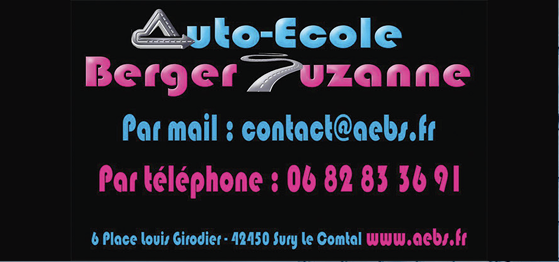 Auto-Ecole
Berger Suzanne
Par mail : contact@aebs.fr
Par téléphone : 06 82 83 36 91
6 Place Louis Girodier - 42450 Sury Le Comtal www.aebs.fr